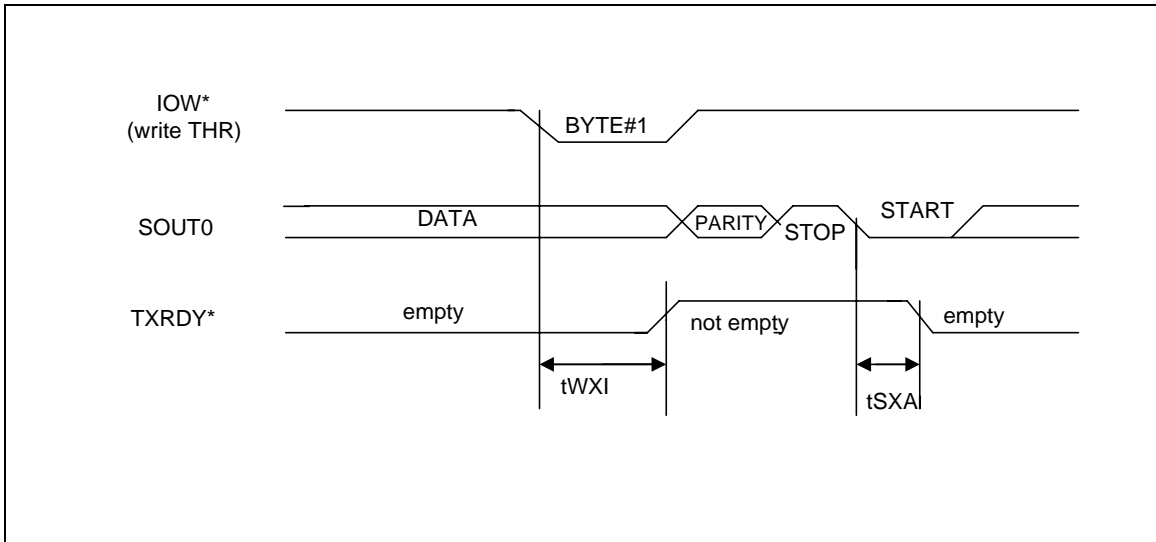 IOW*
(write THR)
BYTE#1
SOUT0
DATA
PARITY
STOP
START
TXRDY*
empty
not empty
empty
tWXI
tSXA